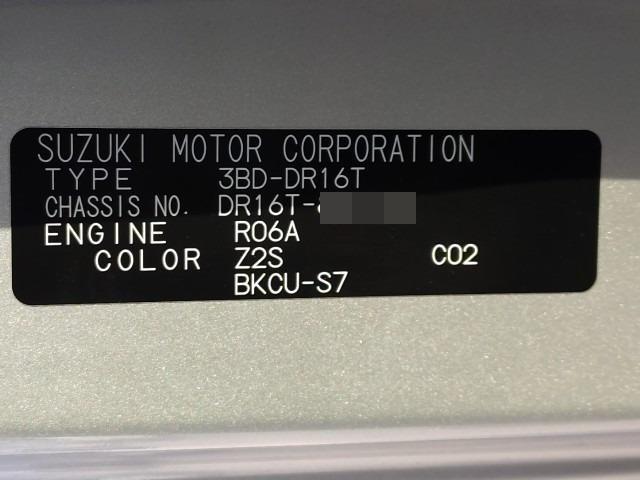 SUZUKI MOTOR CORPORATION
TYPE 3BD-DR16T
CHASSIS NO. DR16T-
ENGINE R06A
COLOR Z2S C02
BKCU-S7